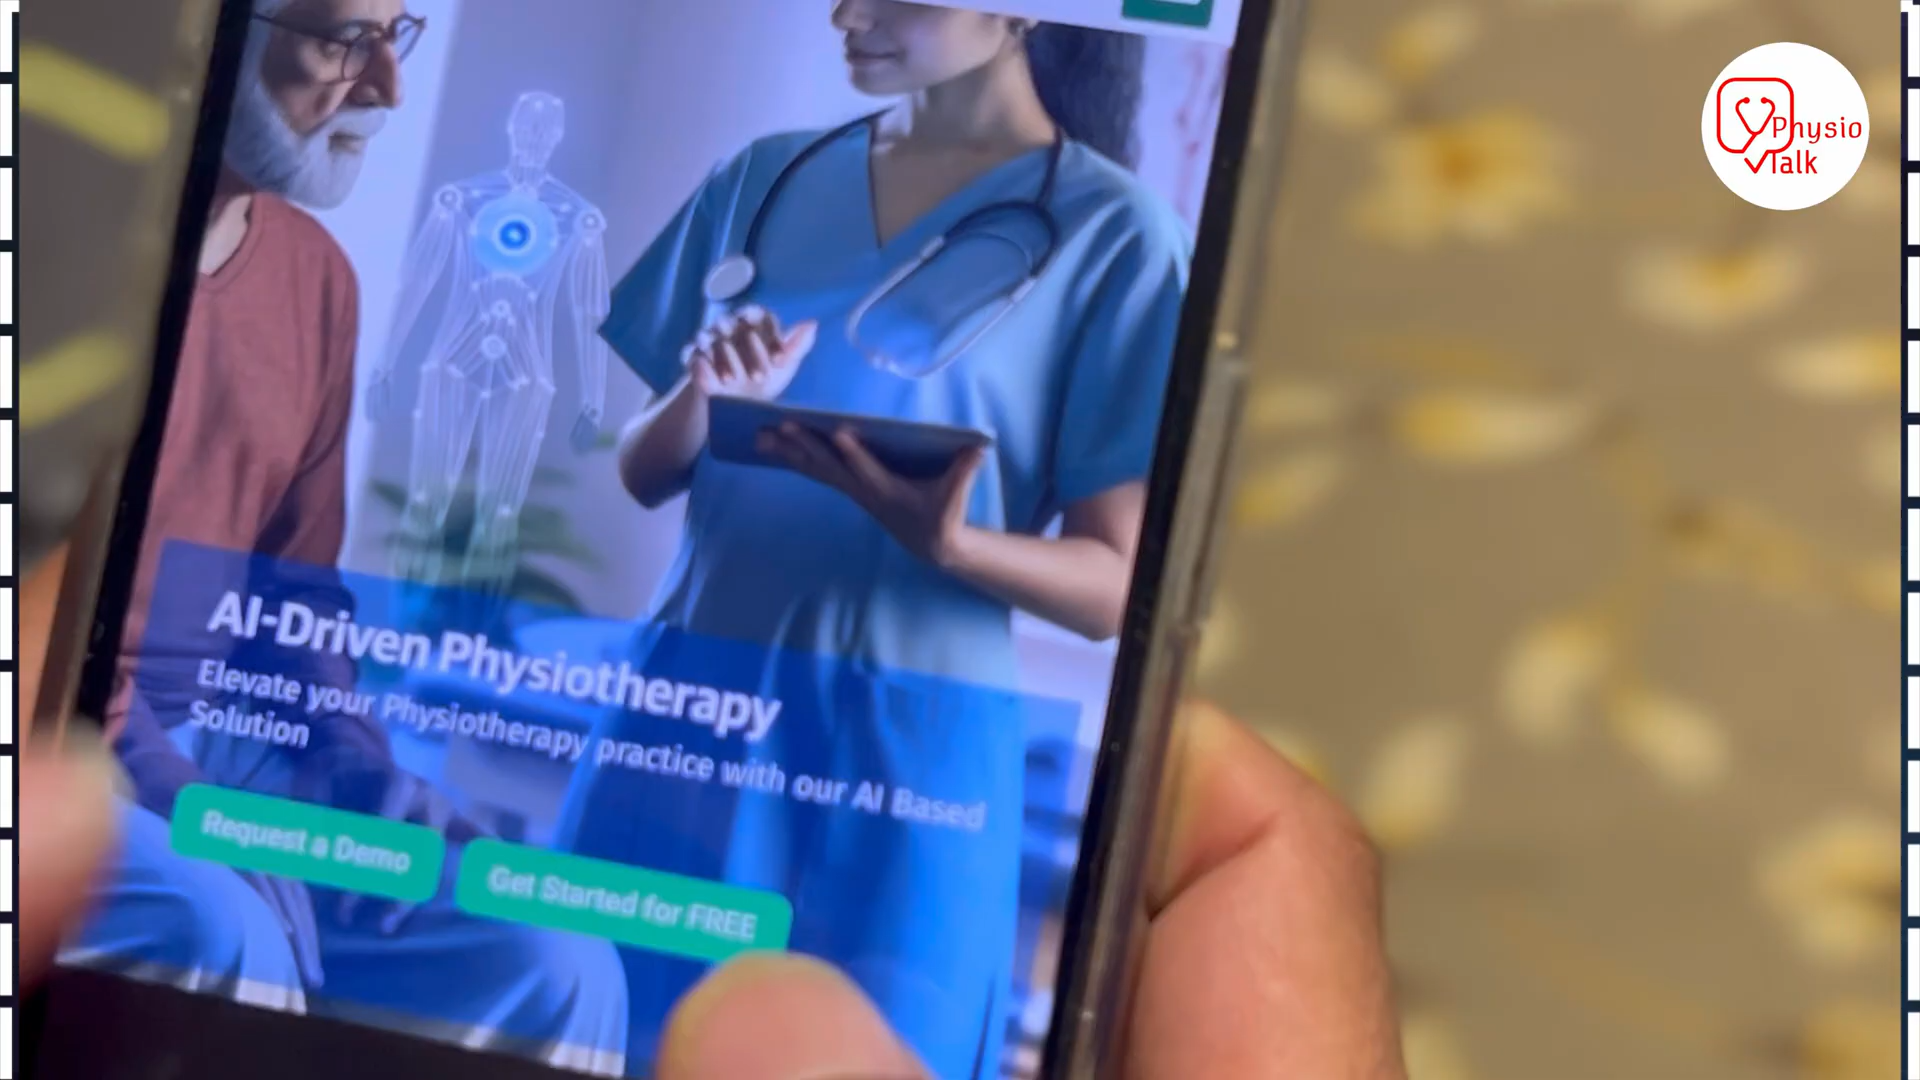 Physio
Talk
AI-Driven Physiotherapy
Elevate your Physiotherapy practice with our AI Based
Solution
Request a Demo
Get Started for FREE